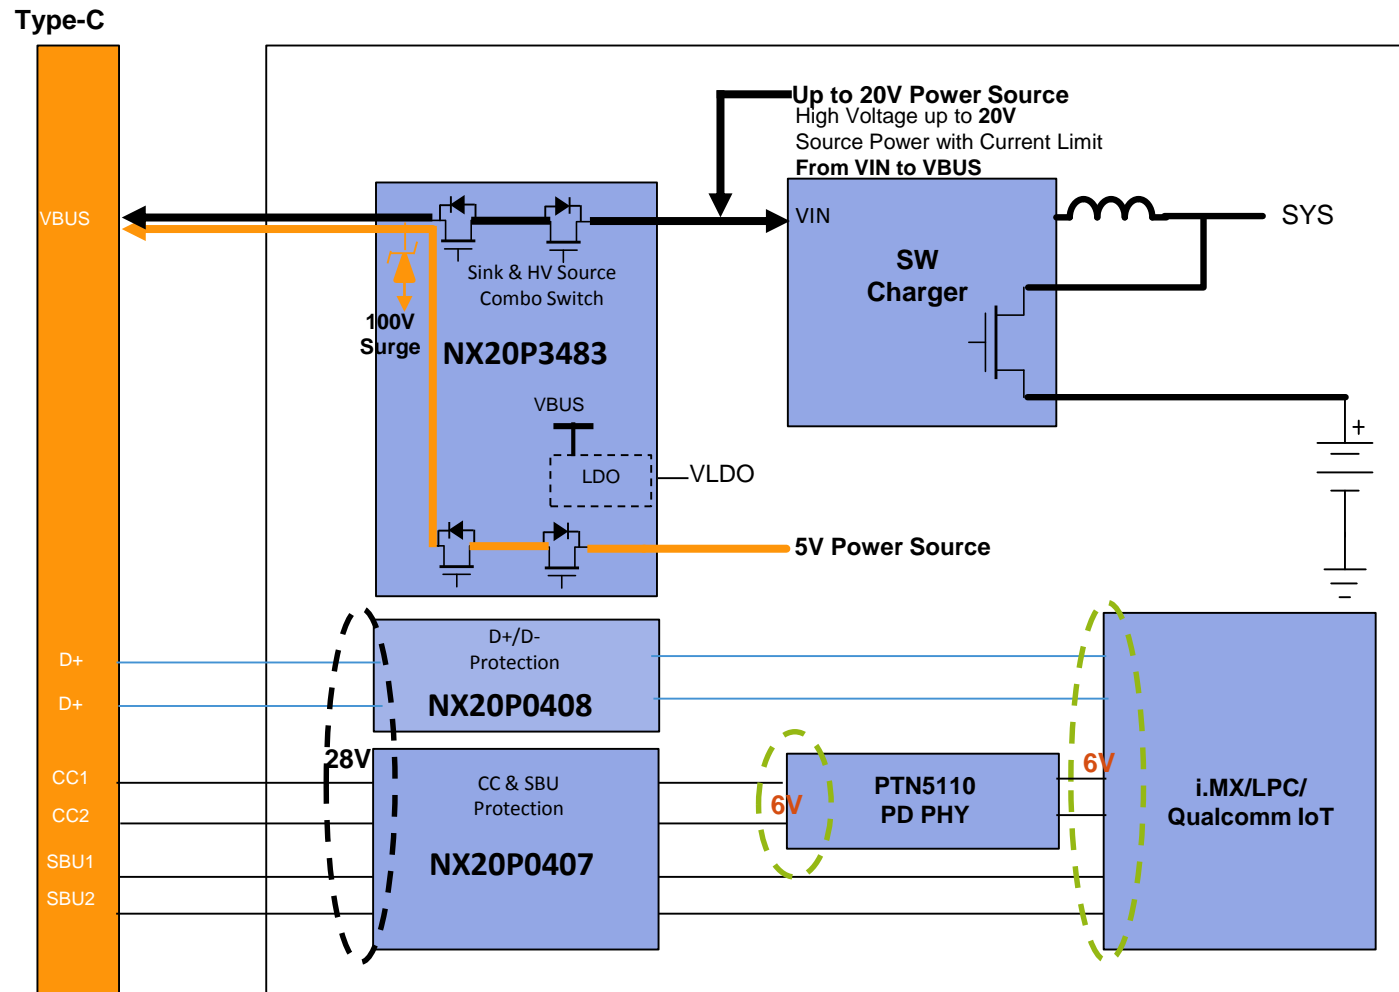 Type-C
Up to 20V Power Source
High Voltage up to 20V
Source Power with Current Limit
From VIN to VBUS
VBUS
VIN
SYS
SW
Charger
Sink & HV Source
Combo Switch
100V
Surge
NX20P3483
VBUS
LDO
VLDO
+
5V Power Source
D+
D+
D+/D-
Protection
NX20P0408
28V
CC1
CC2
SBU1
SBU2
CC & SBU
Protection
NX20P0407
6V
PTN5110
PD PHY
6V
i.MX/LPC/
Qualcomm IoT